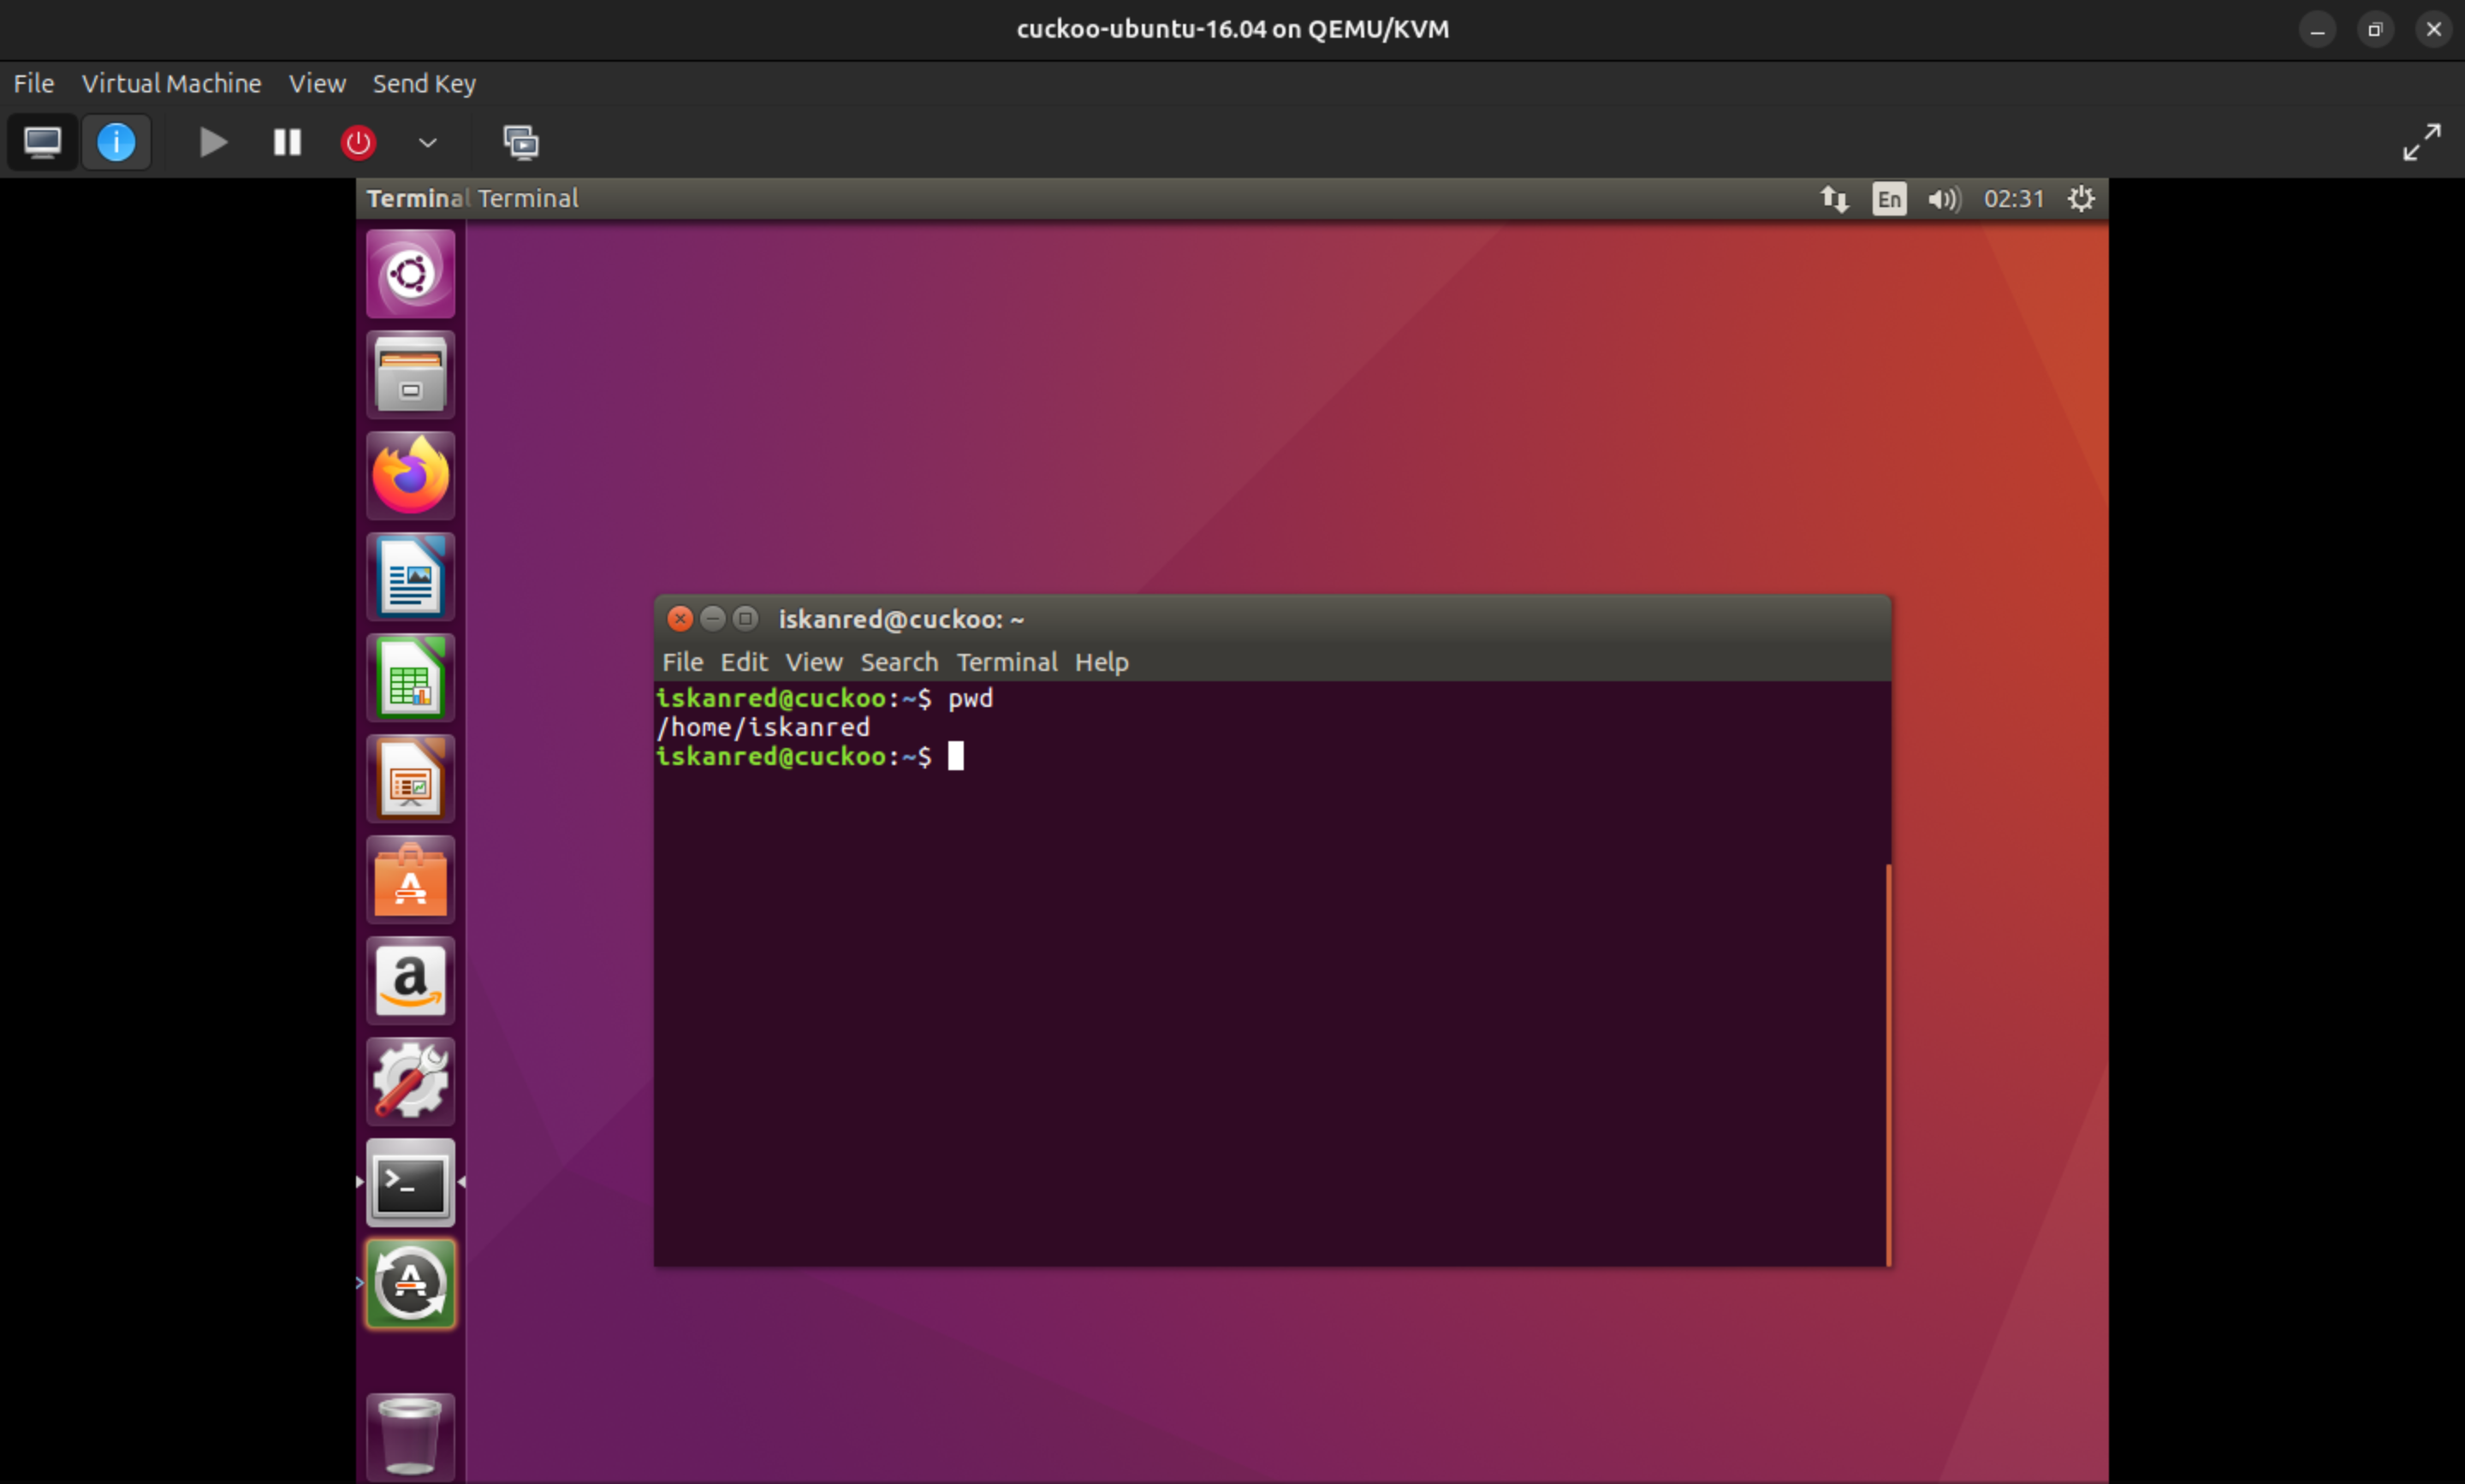 cuckoo-ubuntu-16.04 on QEMU/KVM
File Virtual Machine View Send Key
Terminal Terminal En 02:31
iskanred@cuckoo: ~
File Edit View Search Terminal Help
iskanred@cuckoo:~$ pwd
/home/iskanred
iskanred@cuckoo:~$